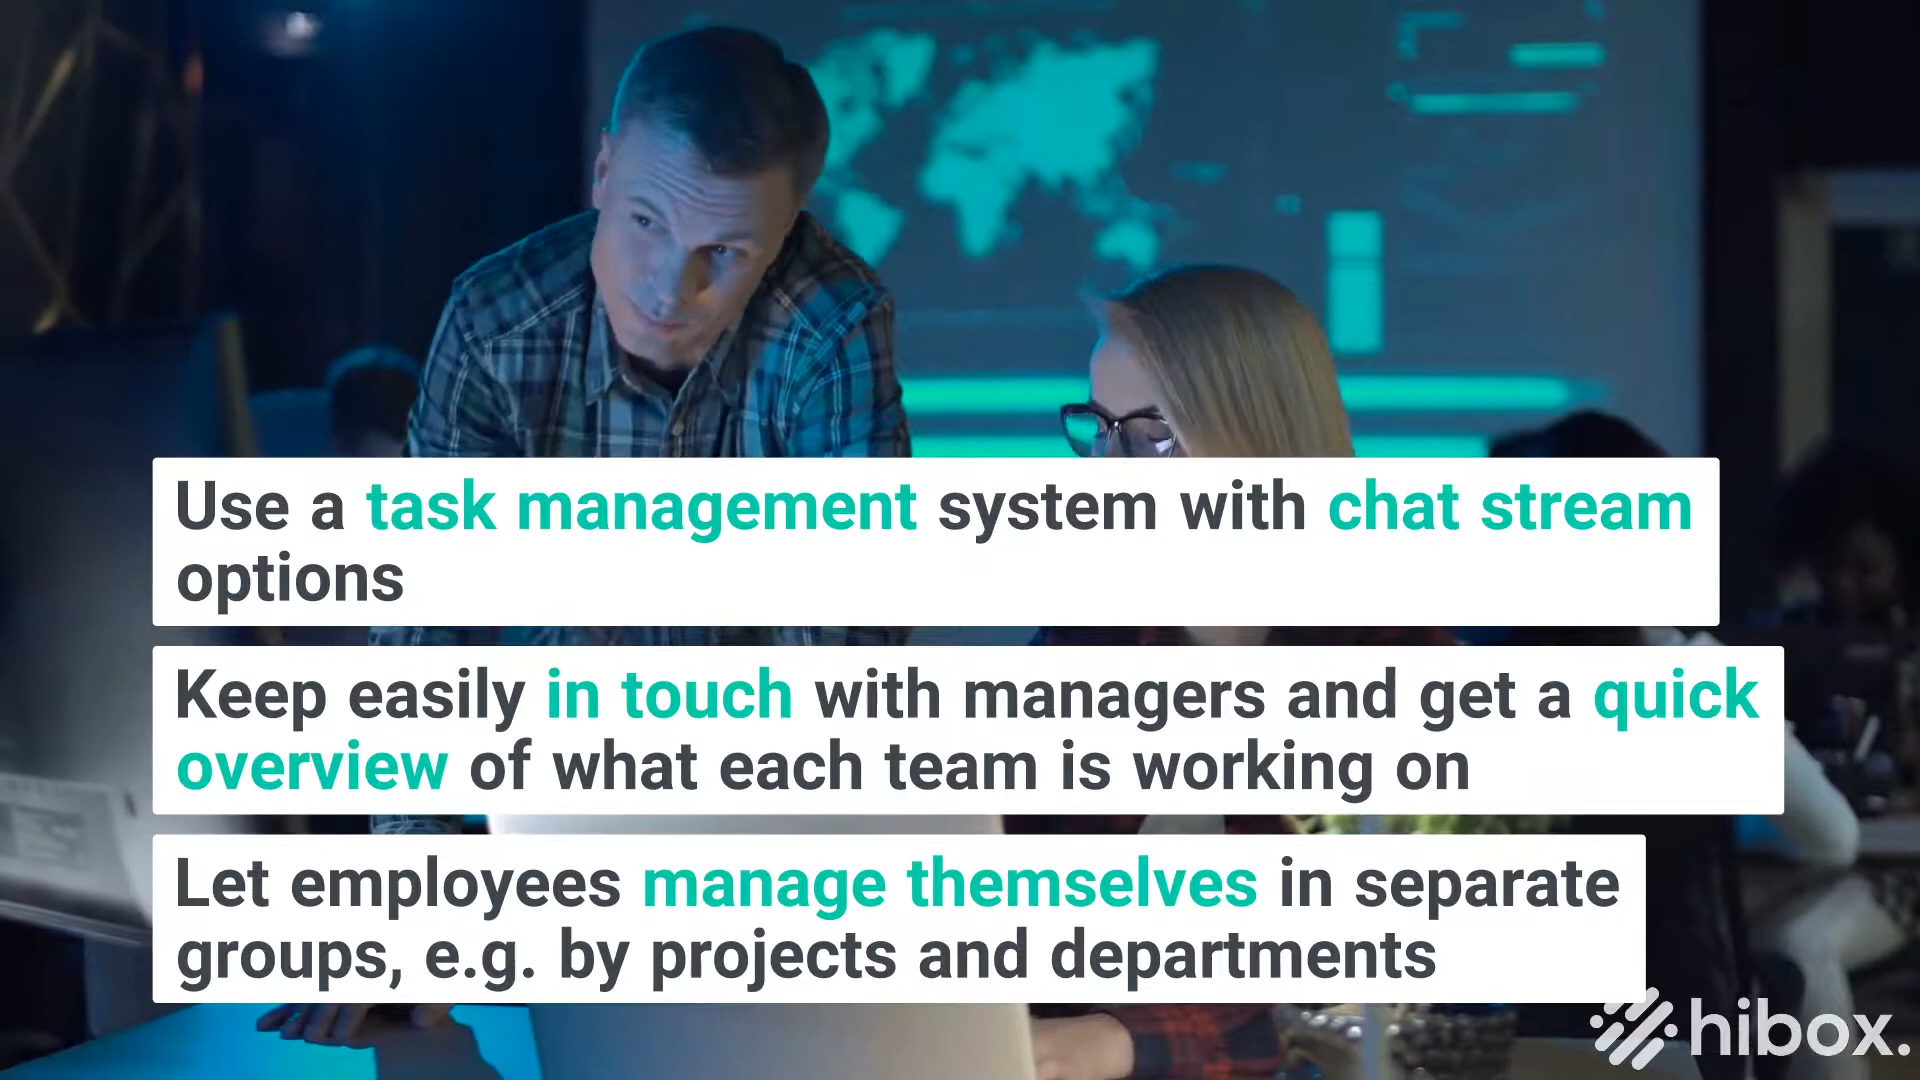 Use a task management system with chat stream
options
Keep easily in touch with managers and get a quick
overview of what each team is working on
Let employees manage themselves in separate
groups, e.g. by projects and departments
hibox.